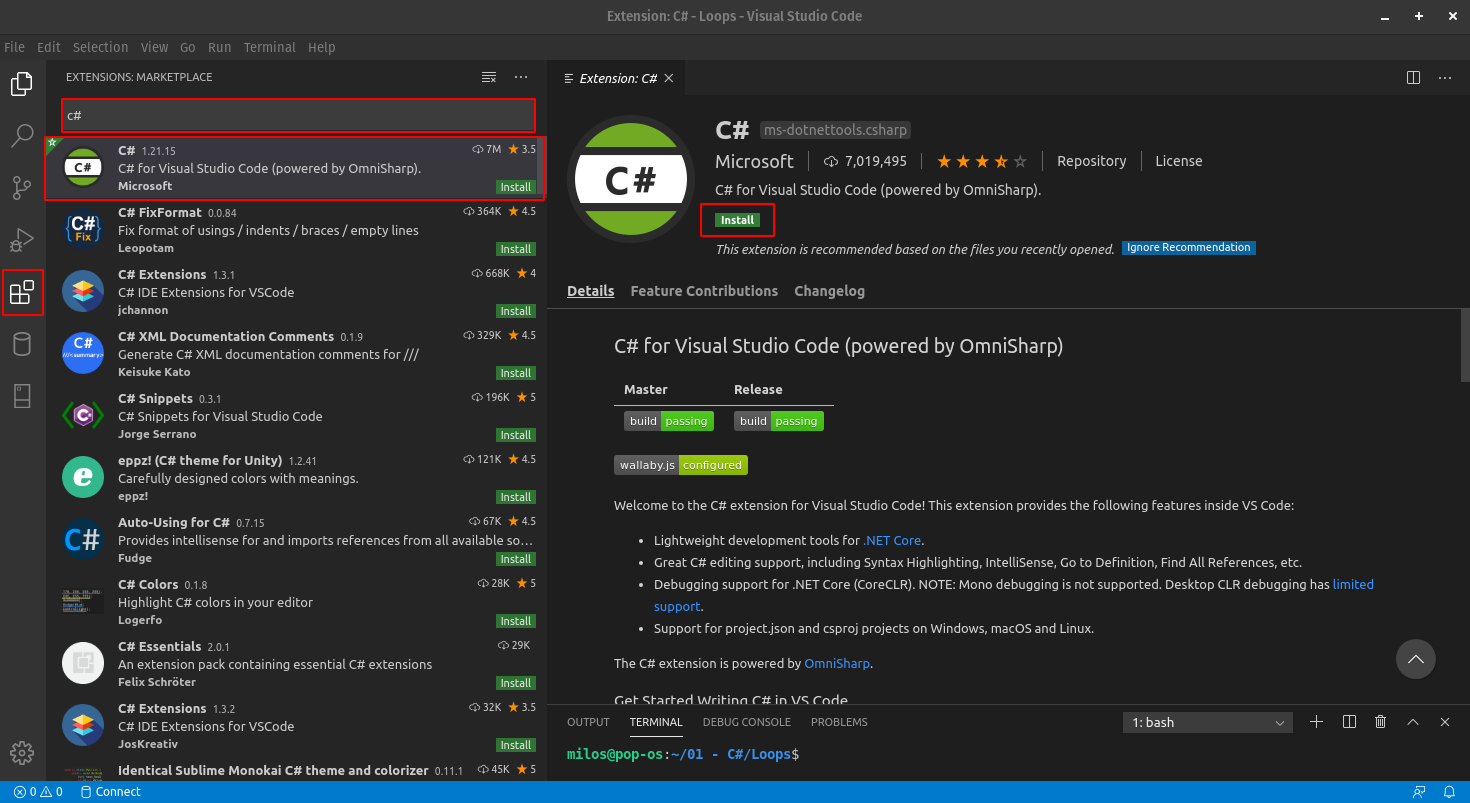 Extension: C# - Loops - Visual Studio Code
File Edit Selection View Go Run Terminal Help
EXTENSIONS: MARKETPLACE
c#
C# 1.21.15 7M 3.5
C# for Visual Studio Code (powered by OmniSharp).
Microsoft Install
C# FixFormat 0.0.84 364K 4.5
Fix format of usings / indents / braces / empty lines
Leopotam Install
C# Extensions 1.3.1 668K 4
C# IDE Extensions for VSCode
jchannon Install
C# XML Documentation Comments 0.1.9 329K 4.5
Generate C# XML documentation comments for ///
Keisuke Kato Install
C# Snippets 0.3.1 196K 5
C# Snippets for Visual Studio Code
Jorge Serrano Install
eppz! (C# theme for Unity) 1.2.41 121K 4.5
Carefully designed colors with meanings.
eppz! Install
Auto-Using for C# 0.7.15 67K 4.5
Provides intellisense for and imports references from all available so...
Fudge Install
C# Colors 0.1.8 28K 5
Highlight C# colors in your editor
Logerfo Install
C# Essentials 2.0.1 29K
An extension pack containing essential C# extensions
Felix Schröter Install
C# Extensions 1.3.2 32K 3.5
C# IDE Extensions for VSCode
JosKreativ Install
Identical Sublime Monokai C# theme and colorizer 0.11.1 45K 5
C#
C#
Fix
C#
///<summary>
C
e
C#
Extension: C#
C#
C# ms-dotnettools.csharp
Microsoft 7,019,495 Repository License
C# for Visual Studio Code (powered by OmniSharp).
Install
This extension is recommended based on the files you recently opened. Ignore Recommendation
Details Feature Contributions Changelog
C# for Visual Studio Code (powered by OmniSharp)
Master Release
build passing build passing
wallaby.js configured
Welcome to the C# extension for Visual Studio Code! This extension provides the following features inside VS Code:
• Lightweight development tools for .NET Core.
• Great C# editing support, including Syntax Highlighting, IntelliSense, Go to Definition, Find All References, etc.
• Debugging support for .NET Core (CoreCLR). NOTE: Mono debugging is not supported. Desktop CLR debugging has limited
support.
• Support for project.json and csproj projects on Windows, macOS and Linux.
The C# extension is powered by OmniSharp.
Get Started Writing C# in VS Code
OUTPUT TERMINAL DEBUG CONSOLE PROBLEMS 1: bash
milos@pop-os:~/01 - C#/Loops$
0 0 Connect